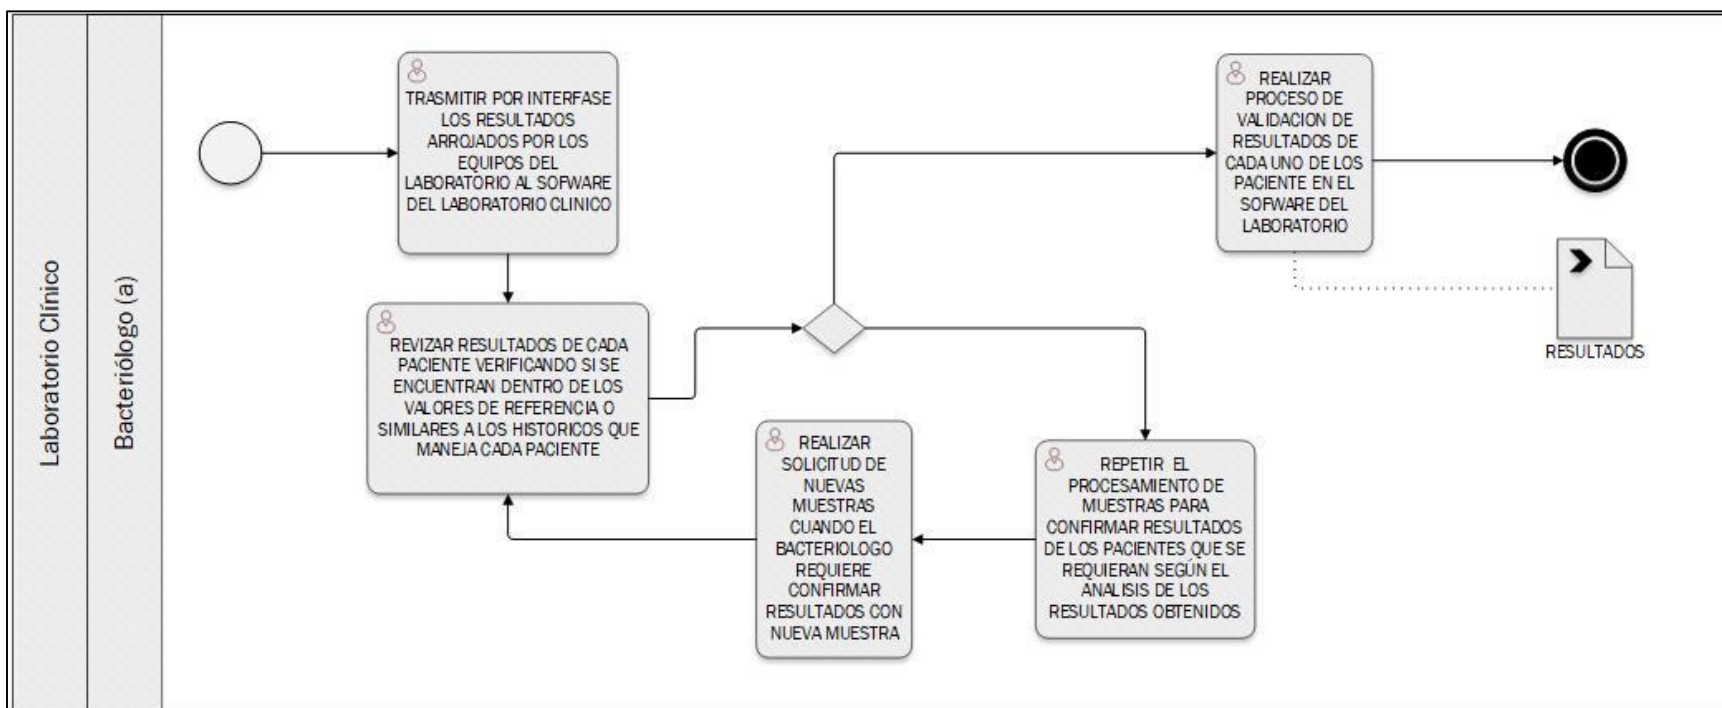 Laboratorio Clínico
Bacteriólogo (a)
TRASMITIR POR INTERFASE
LOS RESULTADOS
ARROJADOS POR LOS
EQUIPOS DEL
LABORATORIO AL SOFWARE
DEL LABORATORIO CLINICO
REVIZAR RESULTADOS DE CADA
PACIENTE VERIFICANDO SI SE
ENCUENTRAN DENTRO DE LOS
VALORES DE REFERENCIA O
SIMILARES A LOS HISTORICOS QUE
MANEJA CADA PACIENTE
REALIZAR
PROCESO DE
VALIDACION DE
RESULTADOS DE
CADA UNO DE LOS
PACIENTE EN EL
SOFWARE DEL
LABORATORIO
RESULTADOS
REPETIR EL
PROCESAMIENTO DE
MUESTRAS PARA
CONFIRMAR RESULTADOS
DE LOS PACIENTES QUE SE
REQUIERAN SEGÚN EL
ANALISIS DE LOS
RESULTADOS OBTENIDOS
REALIZAR
SOLICITUD DE
NUEVAS
MUESTRAS
CUANDO EL
BACTERIOLOGO
REQUIERE
CONFIRMAR
RESULTADOS CON
NUEVA MUESTRA